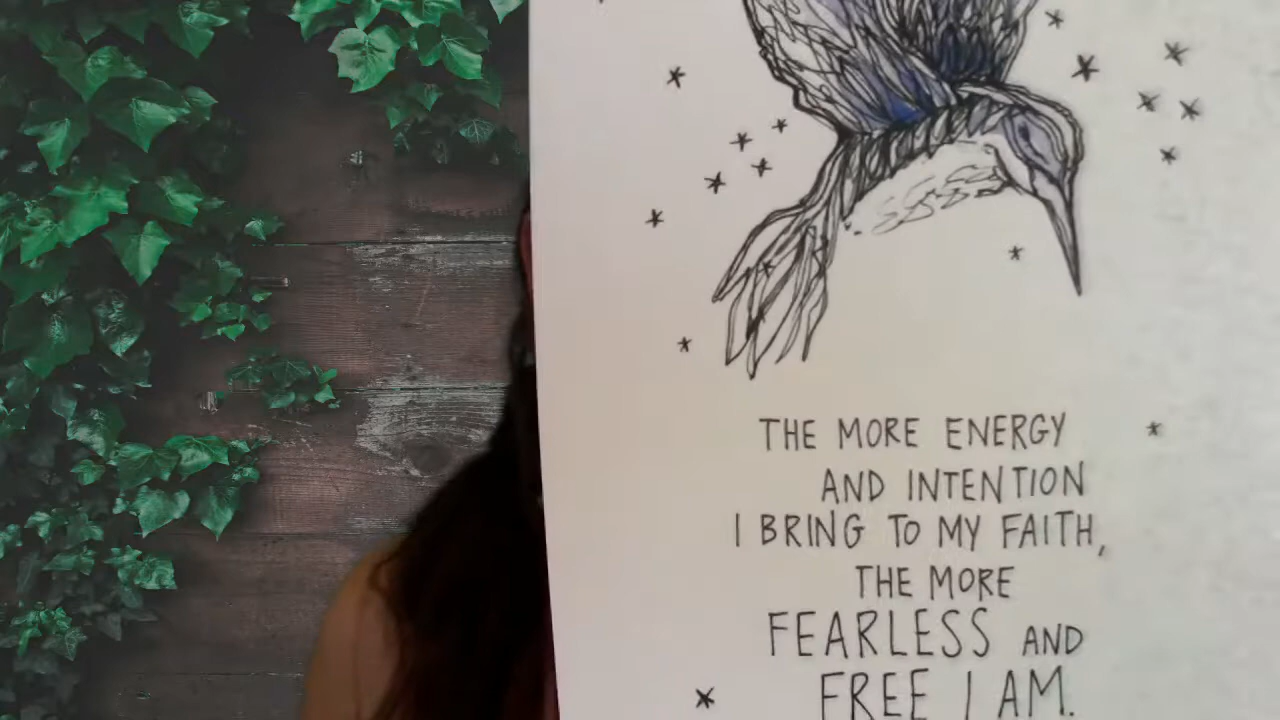 THE MORE ENERGY
AND INTENTION
I BRING TO MY FAITH,
THE MORE
FEARLESS AND
FREE I AM.